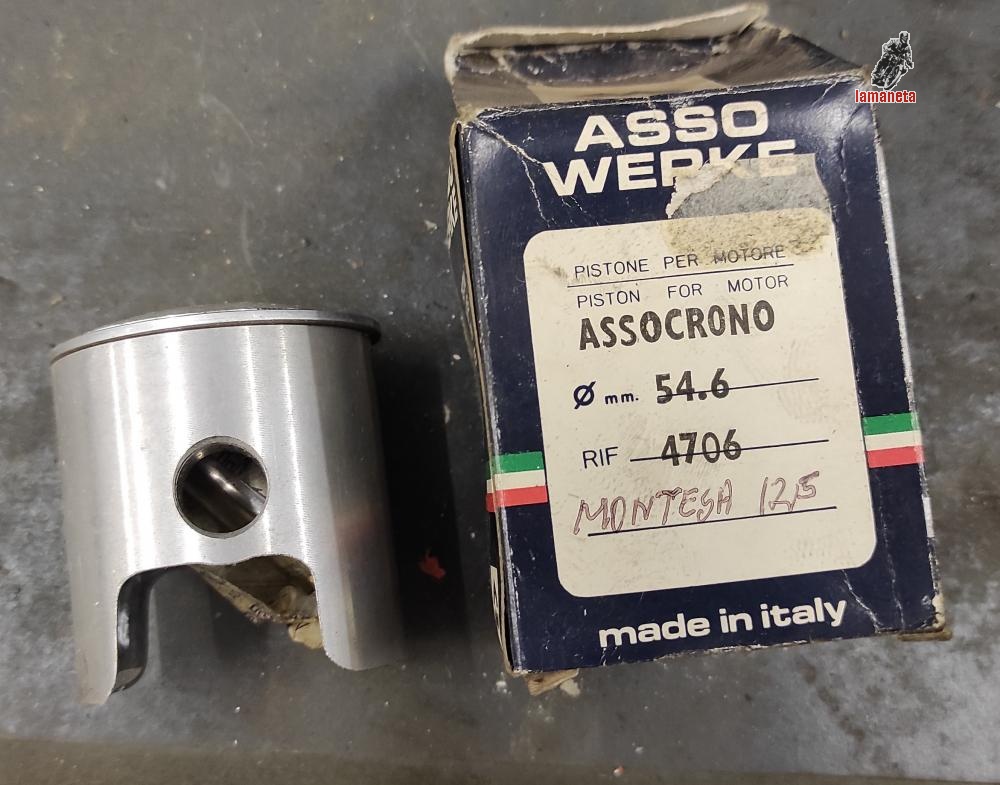 lamaneta
ASSO
WERKE
PISTONE PER MOTORE
PISTON FOR MOTOR
ASSOCRONO
Ø mm. 54.6
RIF 4706
MONTESA 125
made in italy